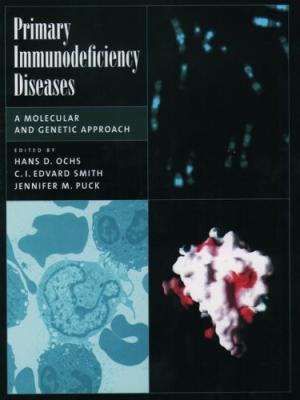 Primary
Immunodeficiency
Diseases
A MOLECULAR
AND GENETIC APPROACH
EDITED BY
HANS D. OCHS
C. I. EDVARD SMITH
JENNIFER M. PUCK